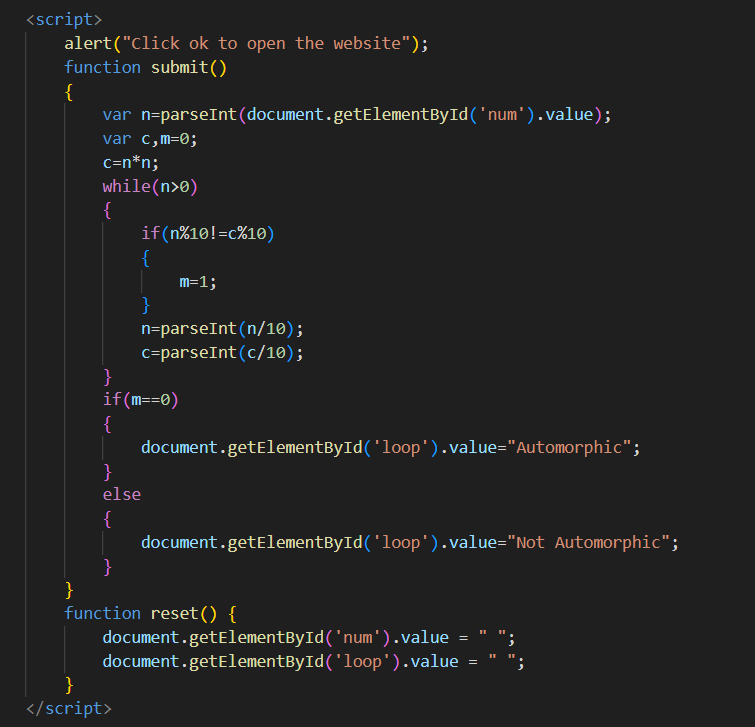 <script>
alert("Click ok to open the website");
function submit()
{
var n=parseInt(document.getElementById('num').value);
var c,m=0;
c=n*n;
while(n>0)
{
if(n%10!=c%10)
{
m=1;
}
n=parseInt(n/10);
c=parseInt(c/10);
}
if(m==0)
{
document.getElementById('loop').value="Automorphic";
}
else
{
document.getElementById('loop').value="Not Automorphic";
}
}
function reset() {
document.getElementById('num').value = " ";
document.getElementById('loop').value = " ";
}
</script>